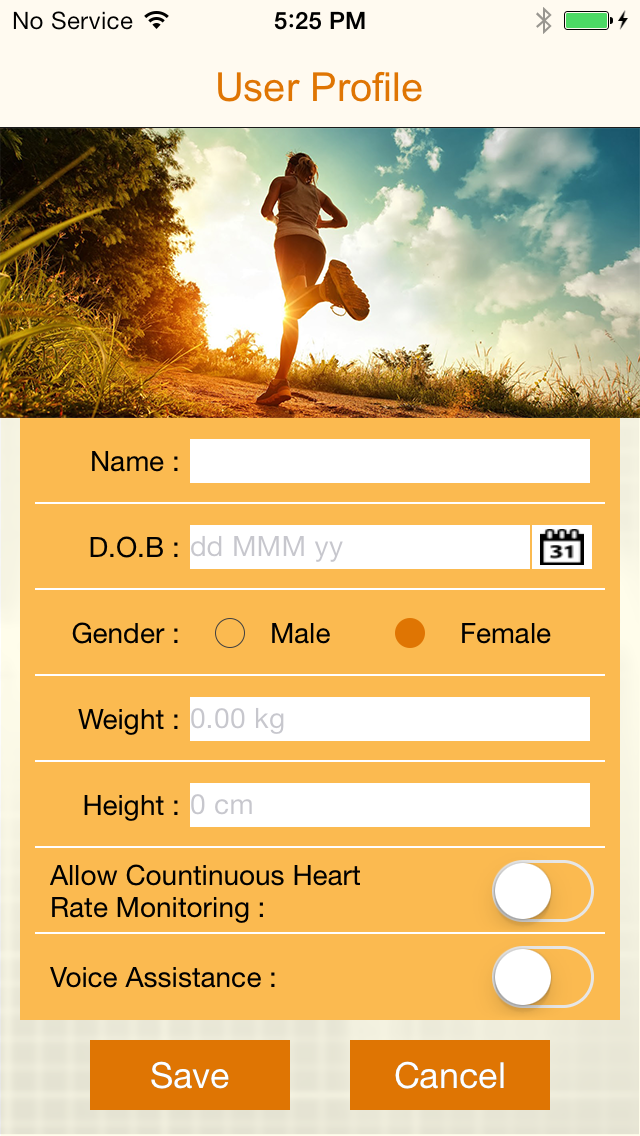 No Service 5:25 PM
User Profile
Name :
D.O.B : dd MMM yy 31
Gender : Male Female
Weight : 0.00 kg
Height : 0 cm
Allow Countinuous Heart
Rate Monitoring :
Voice Assistance :
Save Cancel